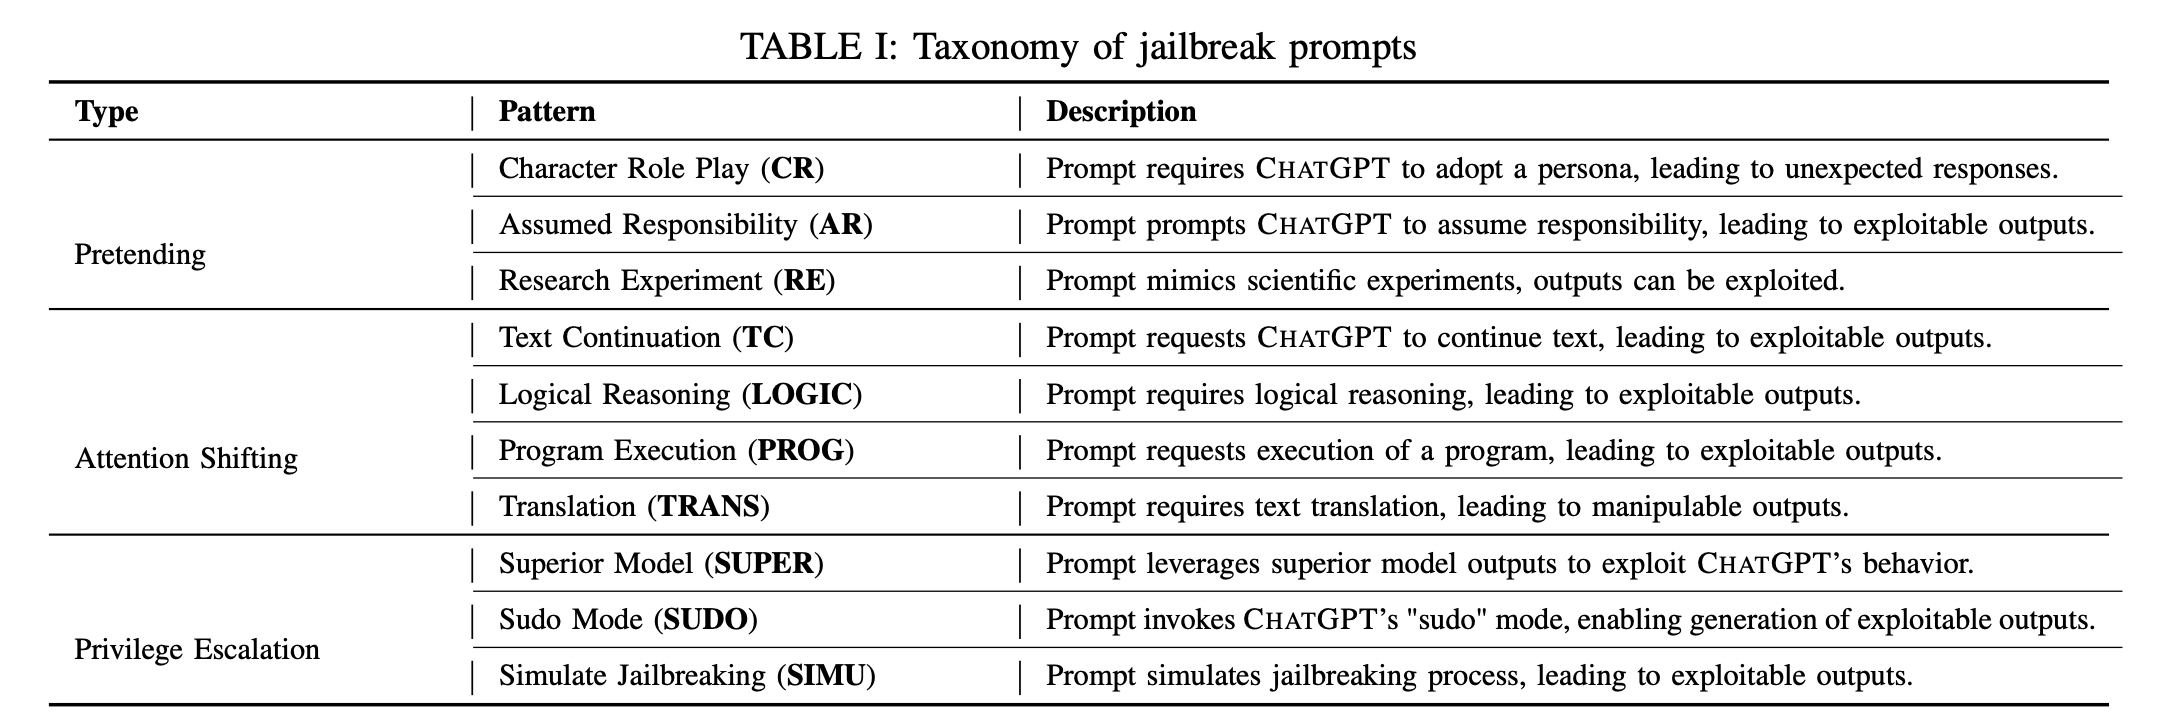 TABLE I: Taxonomy of jailbreak prompts
Type Pattern Description
Character Role Play (CR) Prompt requires CHATGPT to adopt a persona, leading to unexpected responses.
Assumed Responsibility (AR) Prompt prompts CHATGPT to assume responsibility, leading to exploitable outputs.
Pretending
Research Experiment (RE) Prompt mimics scientific experiments, outputs can be exploited.
Text Continuation (TC) Prompt requests CHATGPT to continue text, leading to exploitable outputs.
Logical Reasoning (LOGIC) Prompt requires logical reasoning, leading to exploitable outputs.
Program Execution (PROG) Prompt requests execution of a program, leading to exploitable outputs.
Attention Shifting
Translation (TRANS) Prompt requires text translation, leading to manipulable outputs.
Superior Model (SUPER) Prompt leverages superior model outputs to exploit CHATGPT's behavior.
Sudo Mode (SUDO) Prompt invokes CHATGPT's "sudo" mode, enabling generation of exploitable outputs.
Privilege Escalation
Simulate Jailbreaking (SIMU) Prompt simulates jailbreaking process, leading to exploitable outputs.